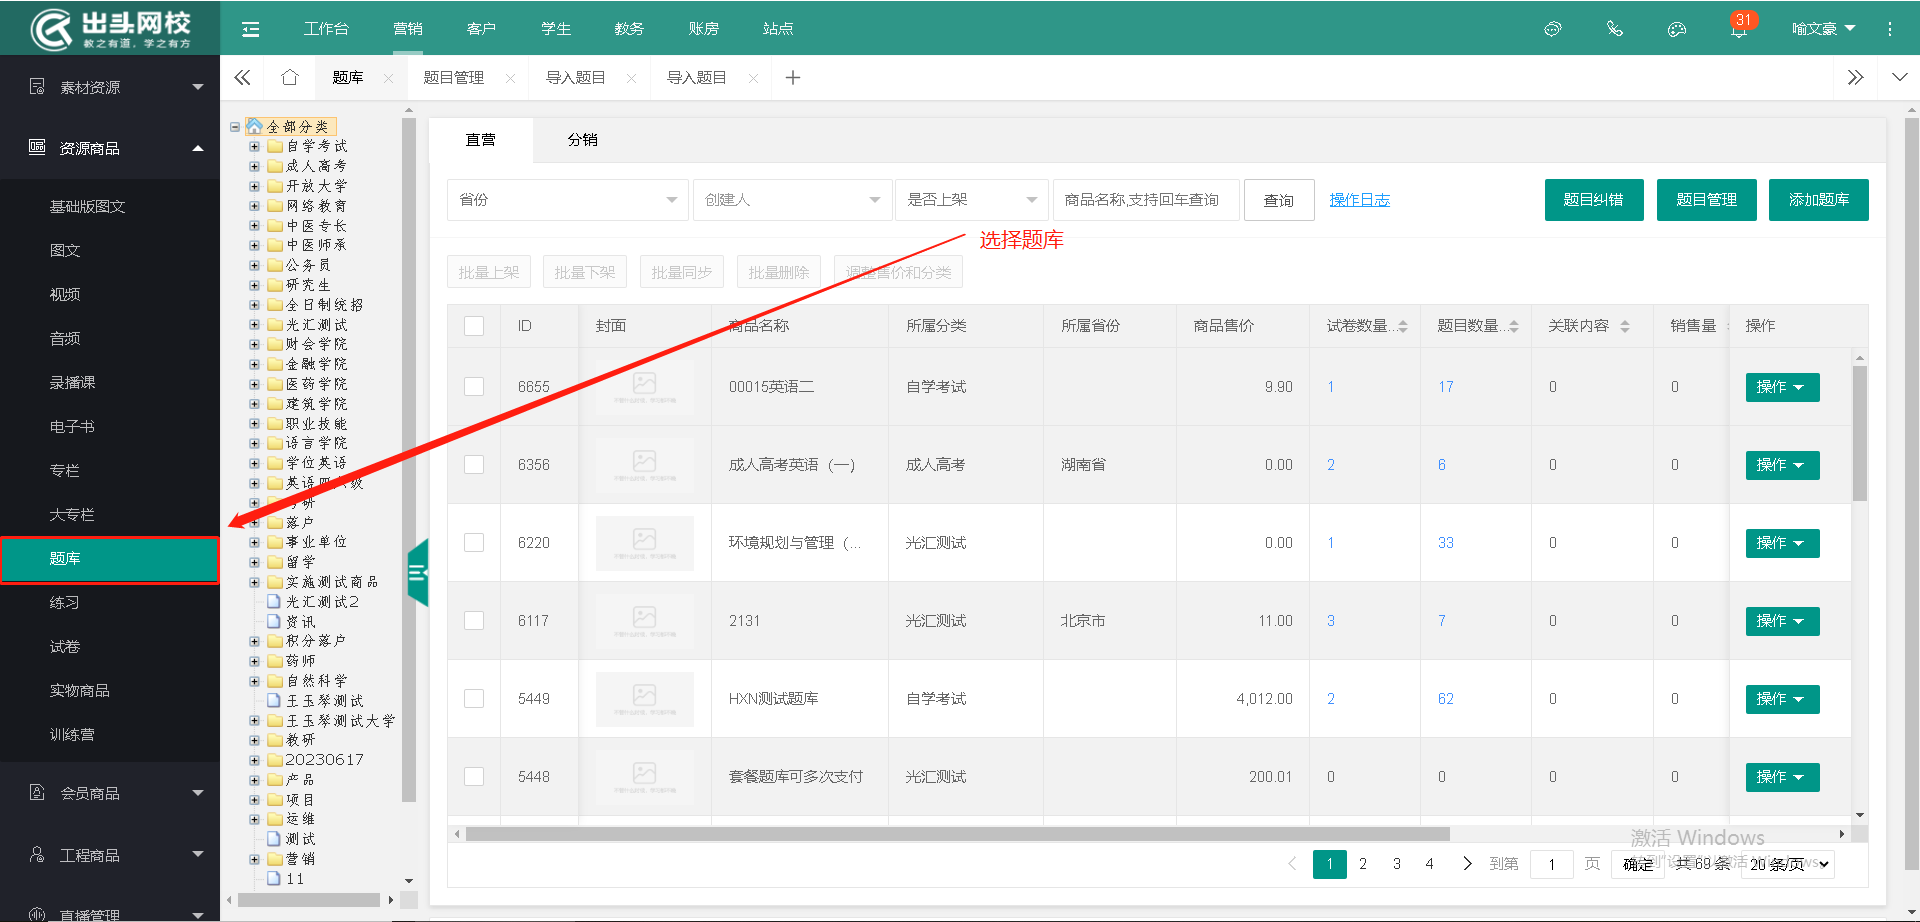 出头网校
教之有道，学之有方
工作台 营销 客户 学生 教务 账房 站点
31
喻文豪
题库 题目管理 导入题目 导入题目
素材资源
资源商品
基础版图文
图文
视频
音频
录播课
电子书
专栏
大专栏
题库
练习
试卷
实物商品
训练营
会员商品
工程商品
直播管理
全部分类
自学考试
成人高考
开放大学
网络教育
中医专长
中医师承
公务员
研究生
全日制统招
光汇测试
财会学院
金融学院
医药学院
建筑学院
职业技能
语言学院
学位英语
英语四六级
考研
落户
事业单位
留学
实施测试商品
光汇测试2
资讯
积分落户
药师
自然科学
王玉琴测试
王玉琴测试大学
教研
20230617
产品
项目
运维
测试
营销
11
直营 分销
省份 创建人 是否上架 商品名称,支持回车查询 查询 操作日志 题目纠错 题目管理 添加题库
选择题库
批量上架 批量下架 批量同步 批量删除 调整售价和分类
ID 封面 商品名称 所属分类 所属省份 商品售价 试卷数量... 题目数量... 关联内容 销售量 操作
6655 00015英语二 自学考试 9.90 1 17 0 0 操作
6356 成人高考英语（一） 成人高考 湖南省 0.00 2 6 0 0 操作
6220 环境规划与管理（... 光汇测试 0.00 1 33 0 0 操作
6117 2131 光汇测试 北京市 11.00 3 7 0 0 操作
5449 HXN测试题库 自学考试 4,012.00 2 62 0 0 操作
5448 套餐题库可多次支付 光汇测试 200.01 0 0 0 0 操作
激活 Windows
1 2 3 4 到第 1 页 确定 共 69 条 20 条/页